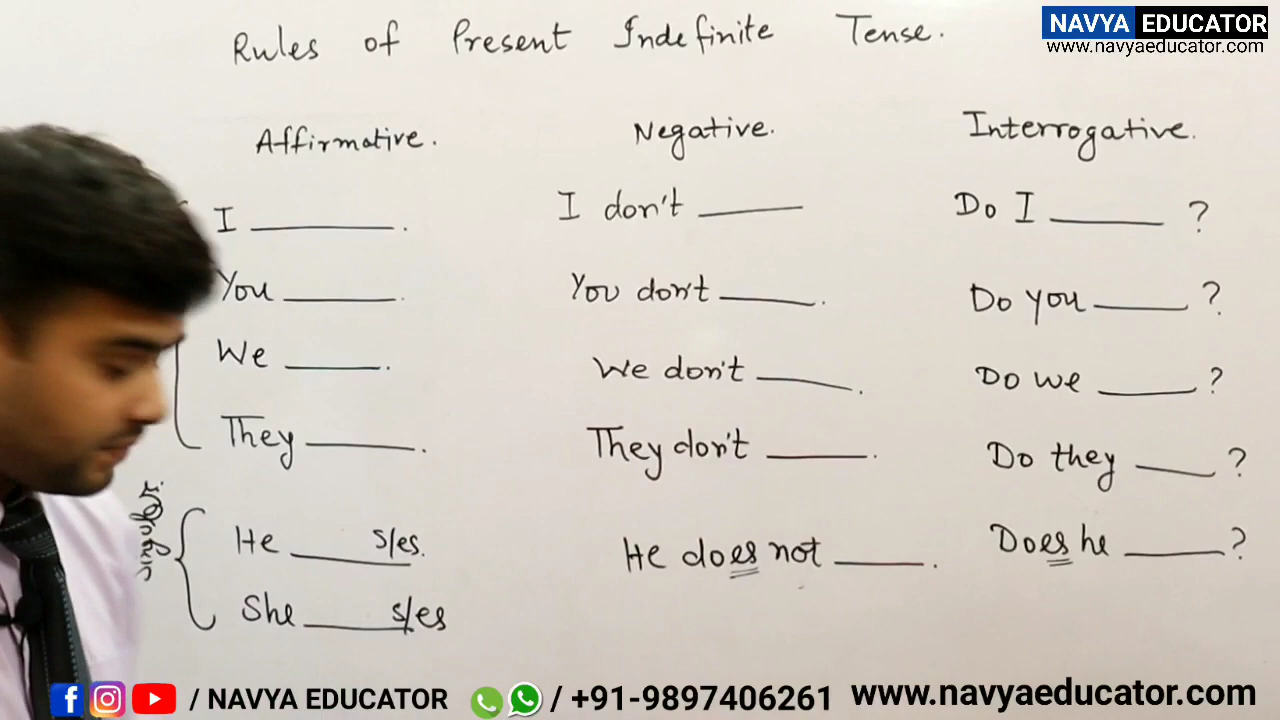 NAVYA EDUCATOR
www.navyaeducator.com
Rules of Present Indefinite Tense.
Affirmative. Negative. Interrogative.
I ______. I don't ______ Do I ______ ?
You ______. You don't ______. Do you ______ ?
We ______. We don't ______. Do we ______ ?
They ______. They don't ______. Do they ______ ?
He ______ s/es. He does not ______. Does he ______ ?
She ______ s/es
/ NAVYA EDUCATOR / +91-9897406261 www.navyaeducator.com